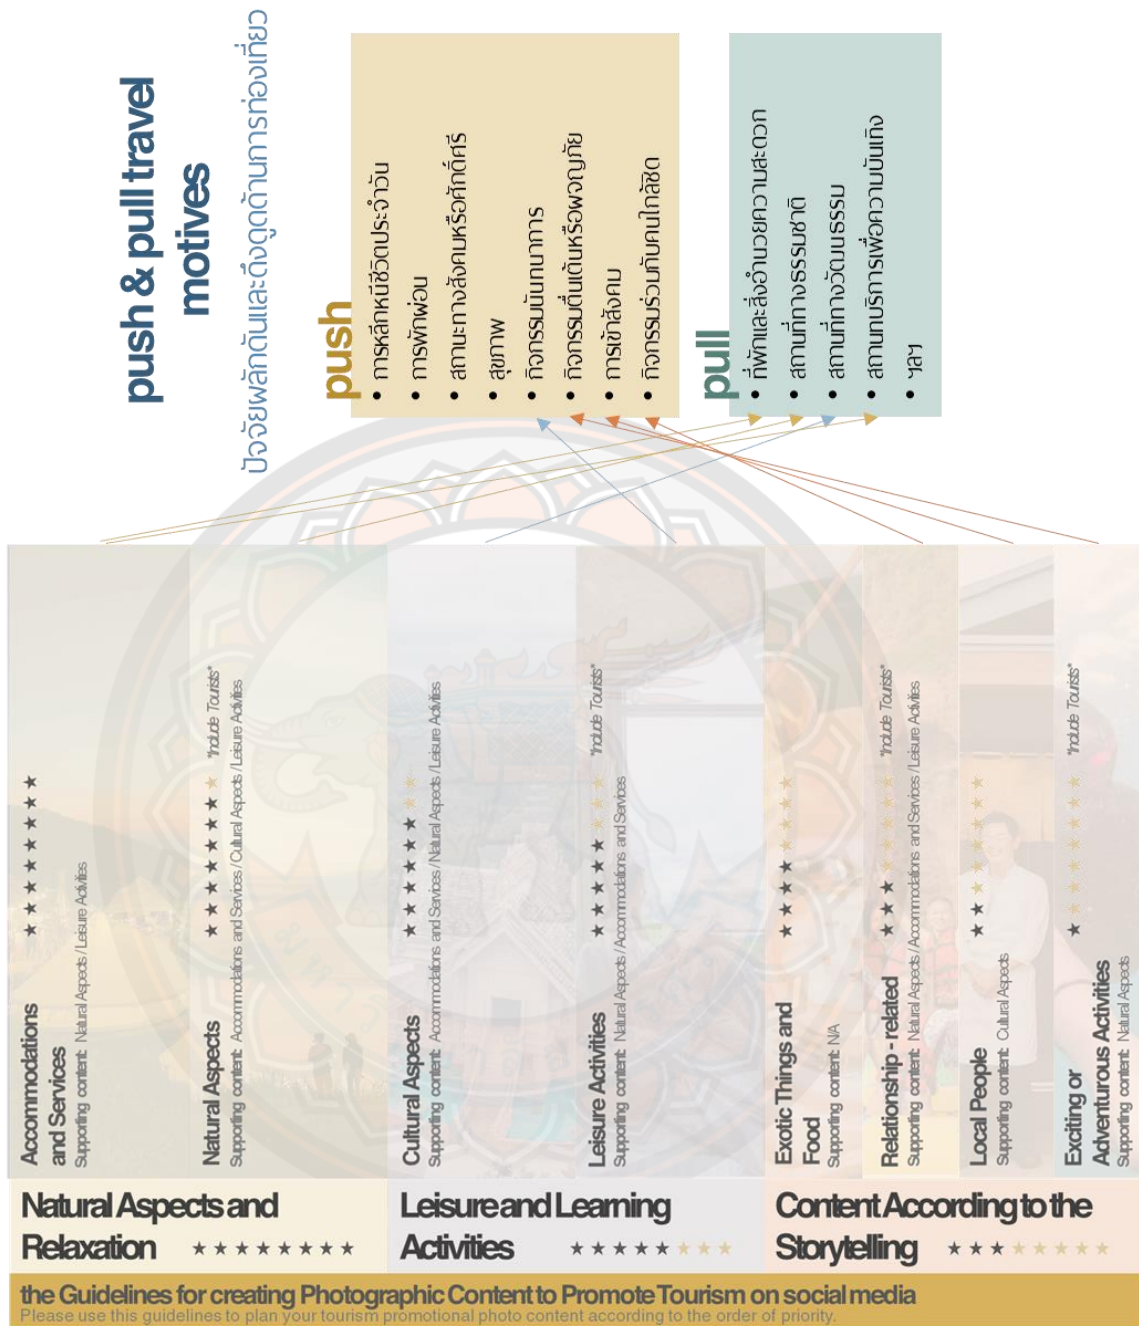 push & pull travel
motives
ปัจจัยผลักดันและดึงดูดด้านการท่องเที่ยว
push
• การหลีกหนีชีวิตประจำวัน
• การพักผ่อน
• สถานะทางสังคมหรือศักดิ์ศรี
• สุขภาพ
• กิจกรรมนันทนาการ
• กิจกรรมตื่นเต้นหรือผจญภัย
• การเข้าสังคม
• กิจกรรมร่วมกับคนใกล้ชิด
pull
• ที่พักและสิ่งอำนวยความสะดวก
• สถานที่ทางธรรมชาติ
• สถานที่ทางวัฒนธรรม
• สถานบริการเพื่อความบันเทิง
• ฯลฯ
the Guidelines for creating Photographic Content to Promote Tourism on social media
Please use this guidelines to plan your tourism promotional photo content according to the order of priority.
Natural Aspects and
Relaxation ★★★★★★★★
Accommodations
and Services ★★★★★★★★
Supporting content: Natural Aspects / Leisure Activities
Natural Aspects ★★★★★★★★ *Include Tourists*
Supporting content: Accommodations and Services / Cultural Aspects / Leisure Activities
Leisure and Learning
Activities ★★★★★★★★
Cultural Aspects ★★★★★★★★
Supporting content: Accommodations and Services / Natural Aspects / Leisure Activities
Leisure Activities ★★★★★★★★ *Include Tourists*
Supporting content: Natural Aspects / Accommodations and Services
Content According to the
Storytelling ★★★★★★★★
Exotic Things and
Food ★★★★★★★★
Supporting content: NA
Relationship - related ★★★★★★★★ *Include Tourists*
Supporting content: Natural Aspects / Accommodations and Services / Leisure Activities
Local People ★★★★★★★★
Supporting content: Cultural Aspects
Exciting or
Adventurous Activities ★★★★★★★★ *Include Tourists*
Supporting content: Natural Aspects